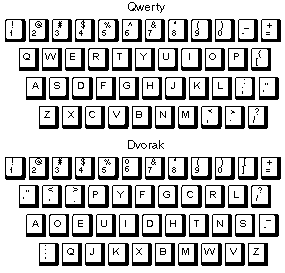 Qwerty
! @ # $ % ^ & * ( ) _ +
1 2 3 4 5 6 7 8 9 0 - =
Q W E R T Y U I O P { [
A S D F G H J K L : ; " '
Z X C V B N M < , > . ? /
Dvorak
! @ # $ % & * ( ) { +
1 2 3 4 5 6 7 8 9 0 [ =
" ' < , > . P Y F G C R L ? /
A O E U I D H T N S _ -
: ; Q J K X B M W V Z